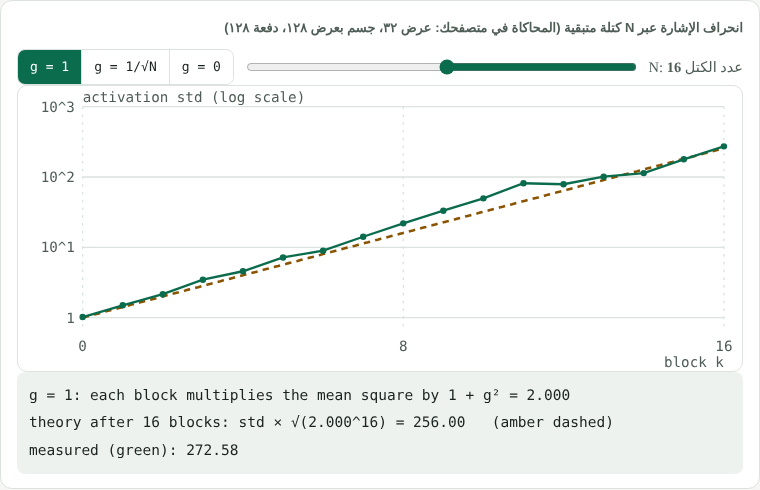 انحراف الإشارة عبر N كتلة متبقية (المحاكاة في متصفحك: عرض ٣٢، جسم بعرض ١٢٨، دفعة ١٢٨)
عدد الكتل N: 16
g = 1 g = 1/√N g = 0
activation std (log scale)
10^3
10^2
10^1
1
0 8 16
block k
g = 1: each block multiplies the mean square by 1 + g² = 2.000
theory after 16 blocks: std × √(2.000^16) = 256.00 (amber dashed)
measured (green): 272.58